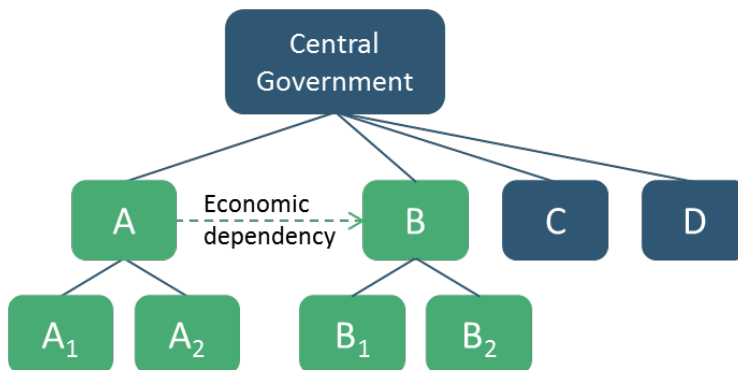 Central
Government
A
Economic
dependency
B
C
D
A₁
A₂
B₁
B₂